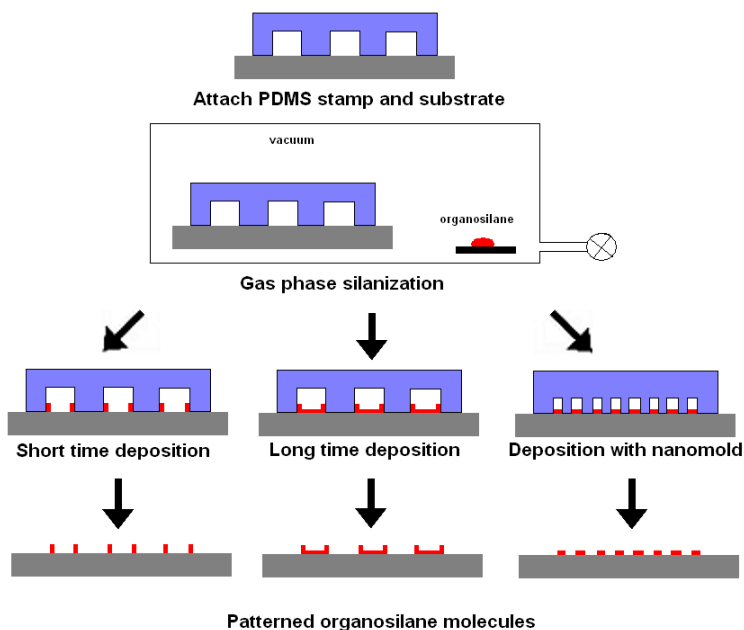 Attach PDMS stamp and substrate
vacuum
organosilane
Gas phase silanization
Short time deposition
Long time deposition
Deposition with nanomold
Patterned organosilane molecules